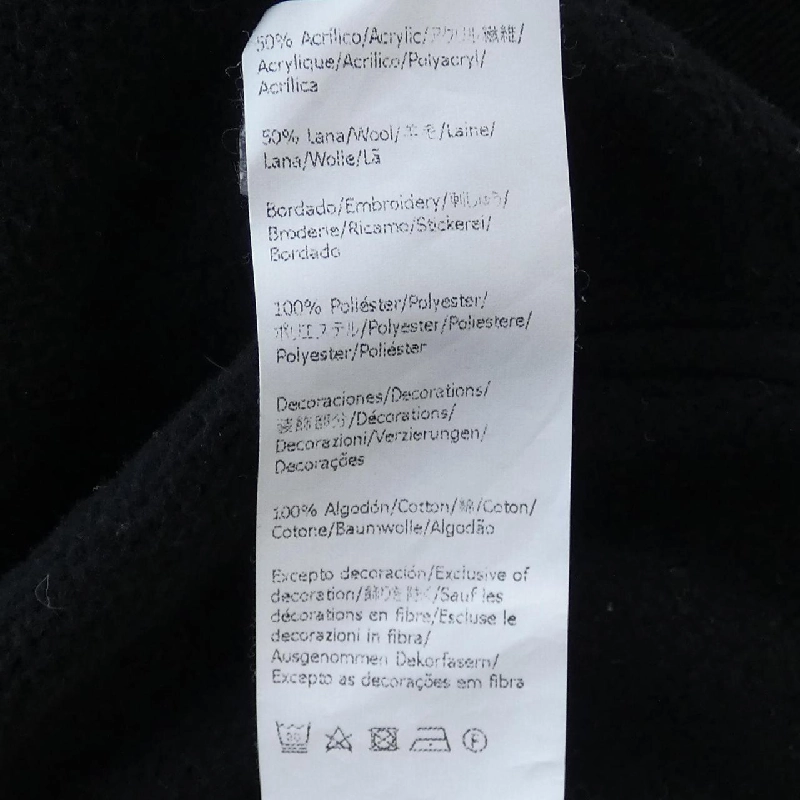 50% Acrílico/Acrylic/アクリル繊維/
Acrylique/Acrilico/Polyacryl/
Acrílica
50% Lana/Wool/羊毛/Laine/
Lana/Wolle/Lã
Bordado/Embroidery/刺しゅう/
Broderie/Ricamo/Stickerei/
Bordado
100% Poliéster/Polyester/
ポリエステル/Polyester/Poliestere/
Polyester/Poliéster
Decoraciones/Decorations/
装飾部分/Décorations/
Decorazioni/Verzierungen/
Decorações
100% Algodón/Cotton/綿/Coton/
Cotone/Baumwolle/Algodão
Excepto decoración/Exclusive of
decoration/飾りを除く/Sauf les
décorations en fibre/Escluse le
decorazioni in fibra/
Ausgenommen Dekorfasern/
Excepto as decorações em fibra
30 F